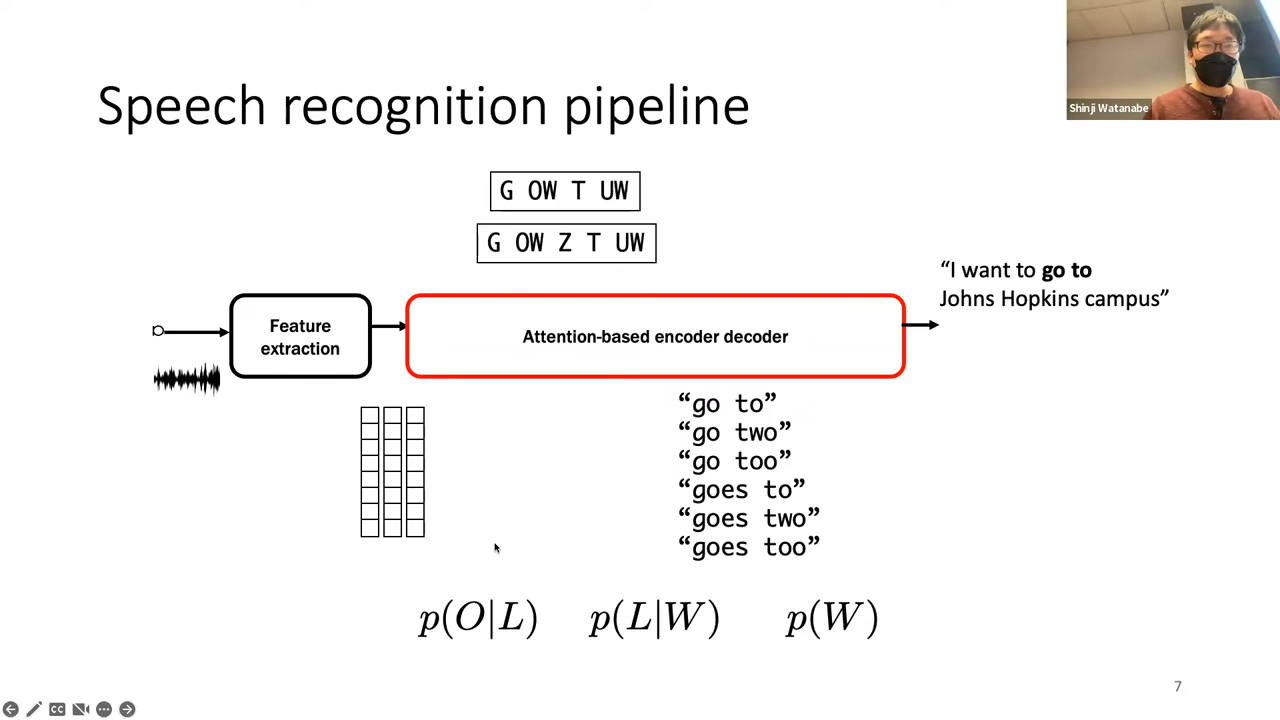 Shinji Watanabe
Speech recognition pipeline
G OW T UW
G OW Z T UW
“I want to go to
Johns Hopkins campus”
Feature
extraction
Attention-based encoder decoder
“go to”
“go two”
“go too”
“goes to”
“goes two”
“goes too”
p(O|L) p(L|W) p(W)
7
CC